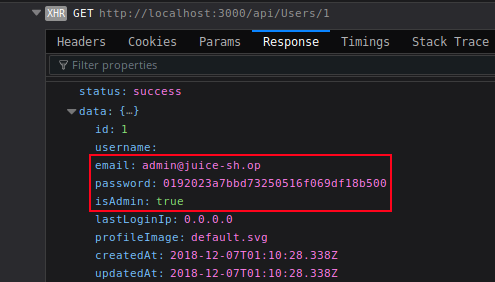 XHR GET http://localhost:3000/api/Users/1
Headers Cookies Params Response Timings Stack Trace
Filter properties
status: success
data: {…}
id: 1
username:
email: admin@juice-sh.op
password: 0192023a7bbd73250516f069df18b500
isAdmin: true
lastLoginIp: 0.0.0.0
profileImage: default.svg
createdAt: 2018-12-07T01:10:28.338Z
updatedAt: 2018-12-07T01:10:28.338Z